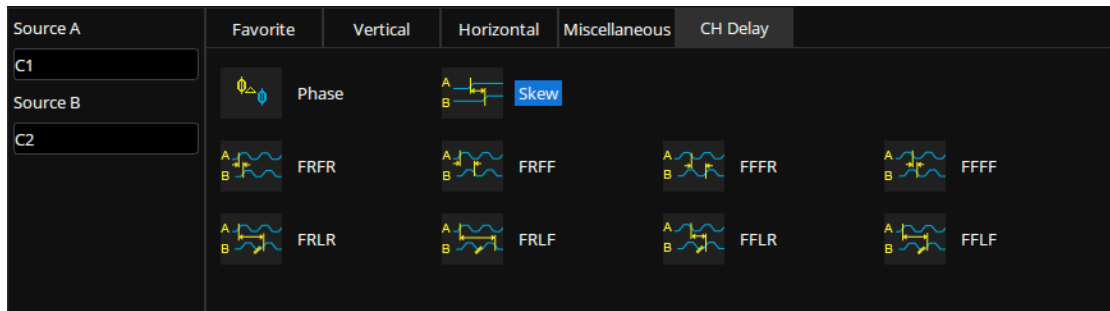 Source A
C1
Source B
C2
Favorite Vertical Horizontal Miscellaneous CH Delay
Φ Δ Φ Phase A B Skew
A B FRFR A B FRFF A B FFFR A B FFFF
A B FRLR A B FRLF A B FFLR A B FFLF